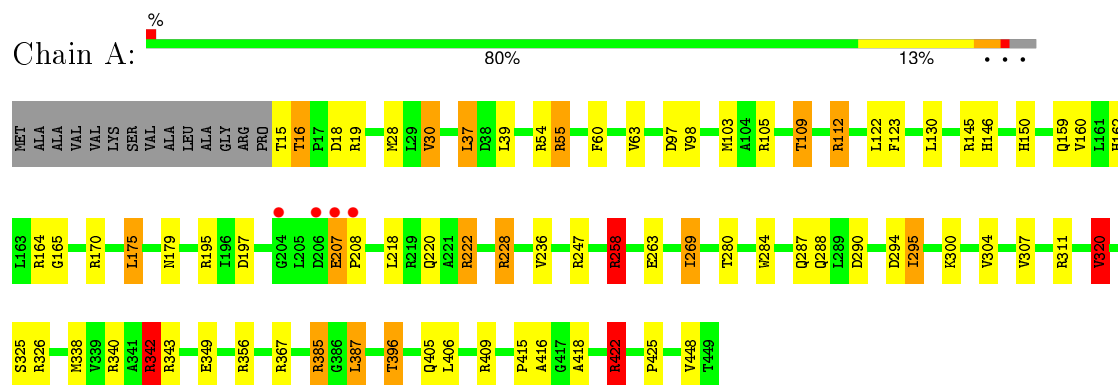 %
Chain A:
80% 13% • • •
MET ALA ALA VAL VAL LYS SER VAL ALA LEU ALA GLY ARG PRO T15 T16 P17 D18 R19 M28 L29 V30 L37 D38 L39 R54 R55 F60 V63 D97 V98 M103 A104 R105 T109 R112 L122 F123 L130 R145 H146 H150 Q159 V160 L161 H162
L163 R164 G165 R170 L175 N179 R195 I196 D197 G204 L205 D206 E207 P208 L218 R219 Q220 A221 R222 R228 V236 R247 R258 E263 I269 T280 W284 Q287 Q288 L289 D290 D294 I295 K300 V304 V307 R311 V320
S325 R326 M338 V339 R340 A341 R342 R343 E349 R356 R367 R385 G386 L387 T396 Q405 L406 R409 P415 A416 G417 A418 R422 P425 V448 T449